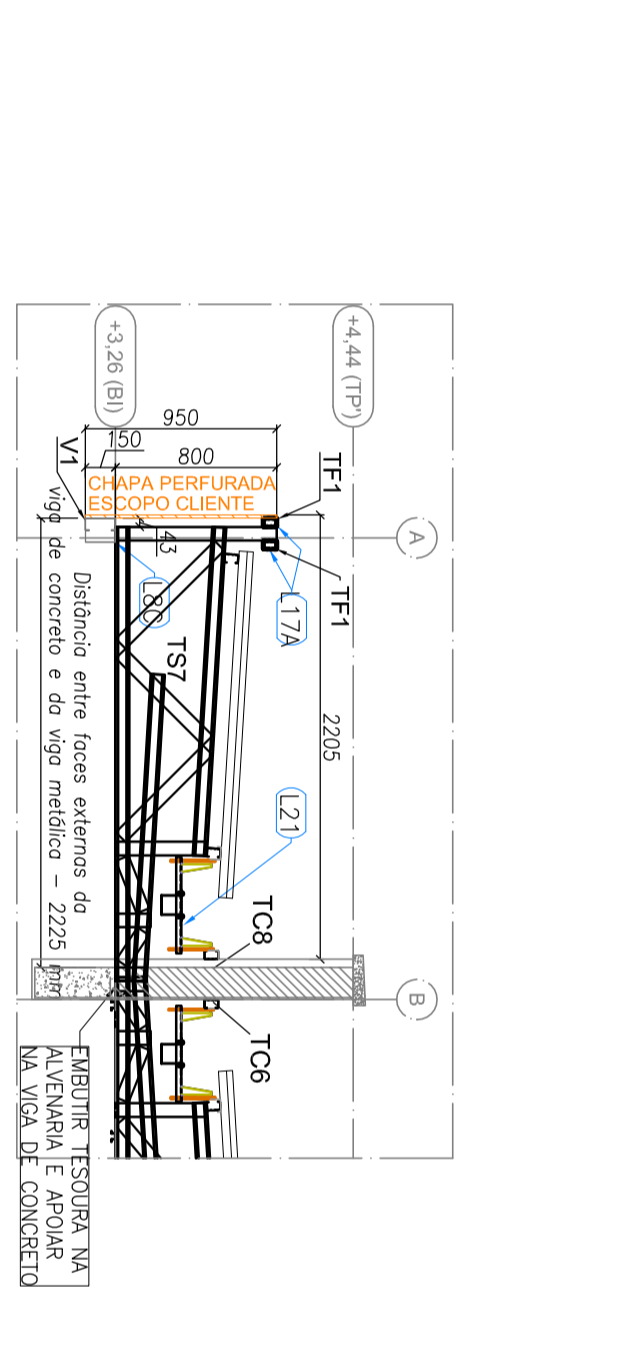 +4,44 (TP')
+3,26 (BI)
A
B
950
150
800
CHAPA PERFURADA
ESCOPO CLIENTE
V1
TF1
TF1
L17A
2205
43
L8C
TS7
L21
TC8
TC6
Distância entre faces externas da
viga de concreto e da viga metálica - 2225 mm
EMBUTIR TESOURA NA
ALVENARIA E APOIAR
NA VIGA DE CONCRETO